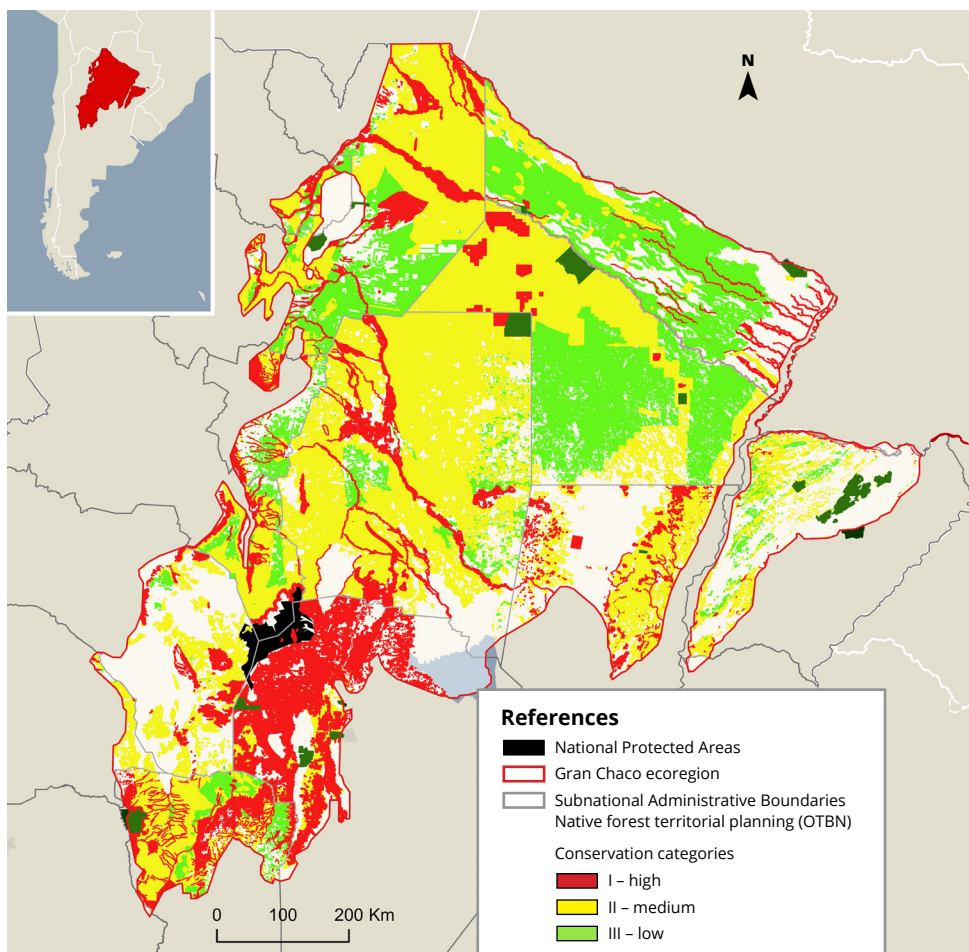 N
References
National Protected Areas
Gran Chaco ecoregion
Subnational Administrative Boundaries
Native forest territorial planning (OTBN)
Conservation categories
I – high
II – medium
III – low
0 100 200 Km